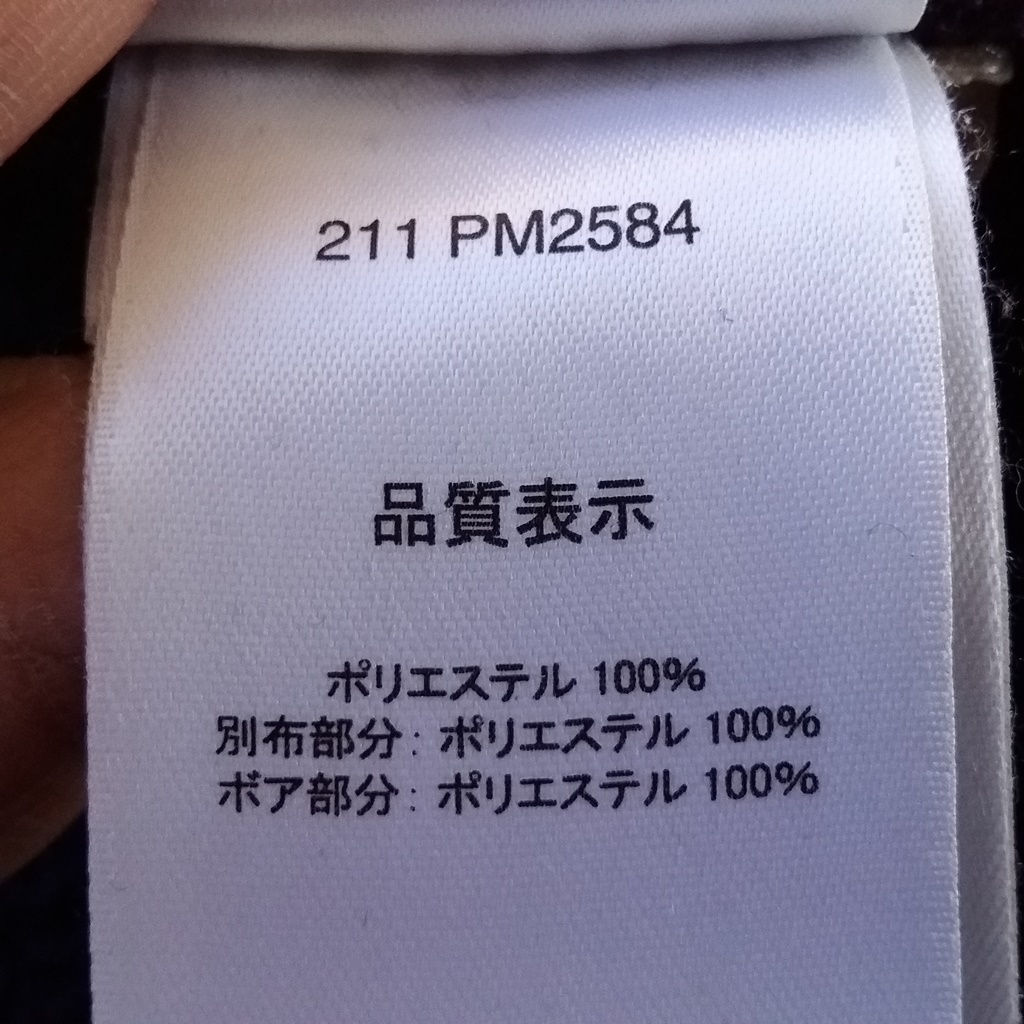 211 PM2584
品質表示
ポリエステル 100%
別布部分: ポリエステル 100%
ボア部分: ポリエステル 100%